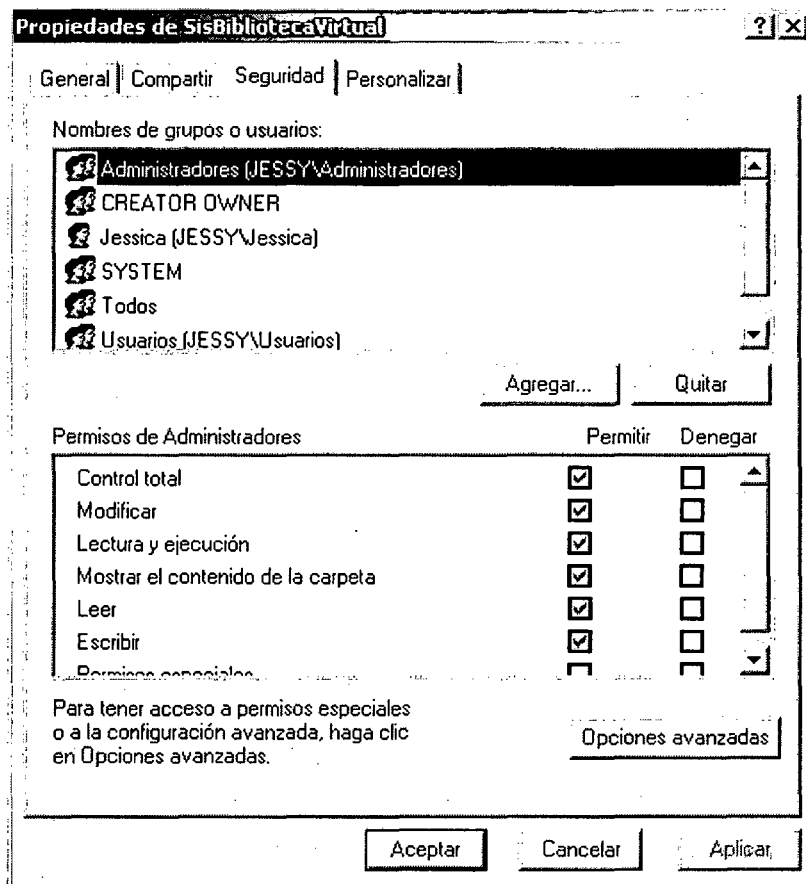 Propiedades de SisBibliotecaVirtual
General Compartir Seguridad Personalizar
Nombres de grupos o usuarios:
Administradores (JESSY\Administradores)
CREATOR OWNER
Jessica (JESSY\Jessica)
SYSTEM
Todos
Usuarios (JESSY\Usuarios)
Agregar... Quitar
Permisos de Administradores Permitir Denegar
Control total
Modificar
Lectura y ejecución
Mostrar el contenido de la carpeta
Leer
Escribir
Permisos especiales
Para tener acceso a permisos especiales
o a la configuración avanzada, haga clic
en Opciones avanzadas.
Opciones avanzadas
Aceptar Cancelar Aplicar